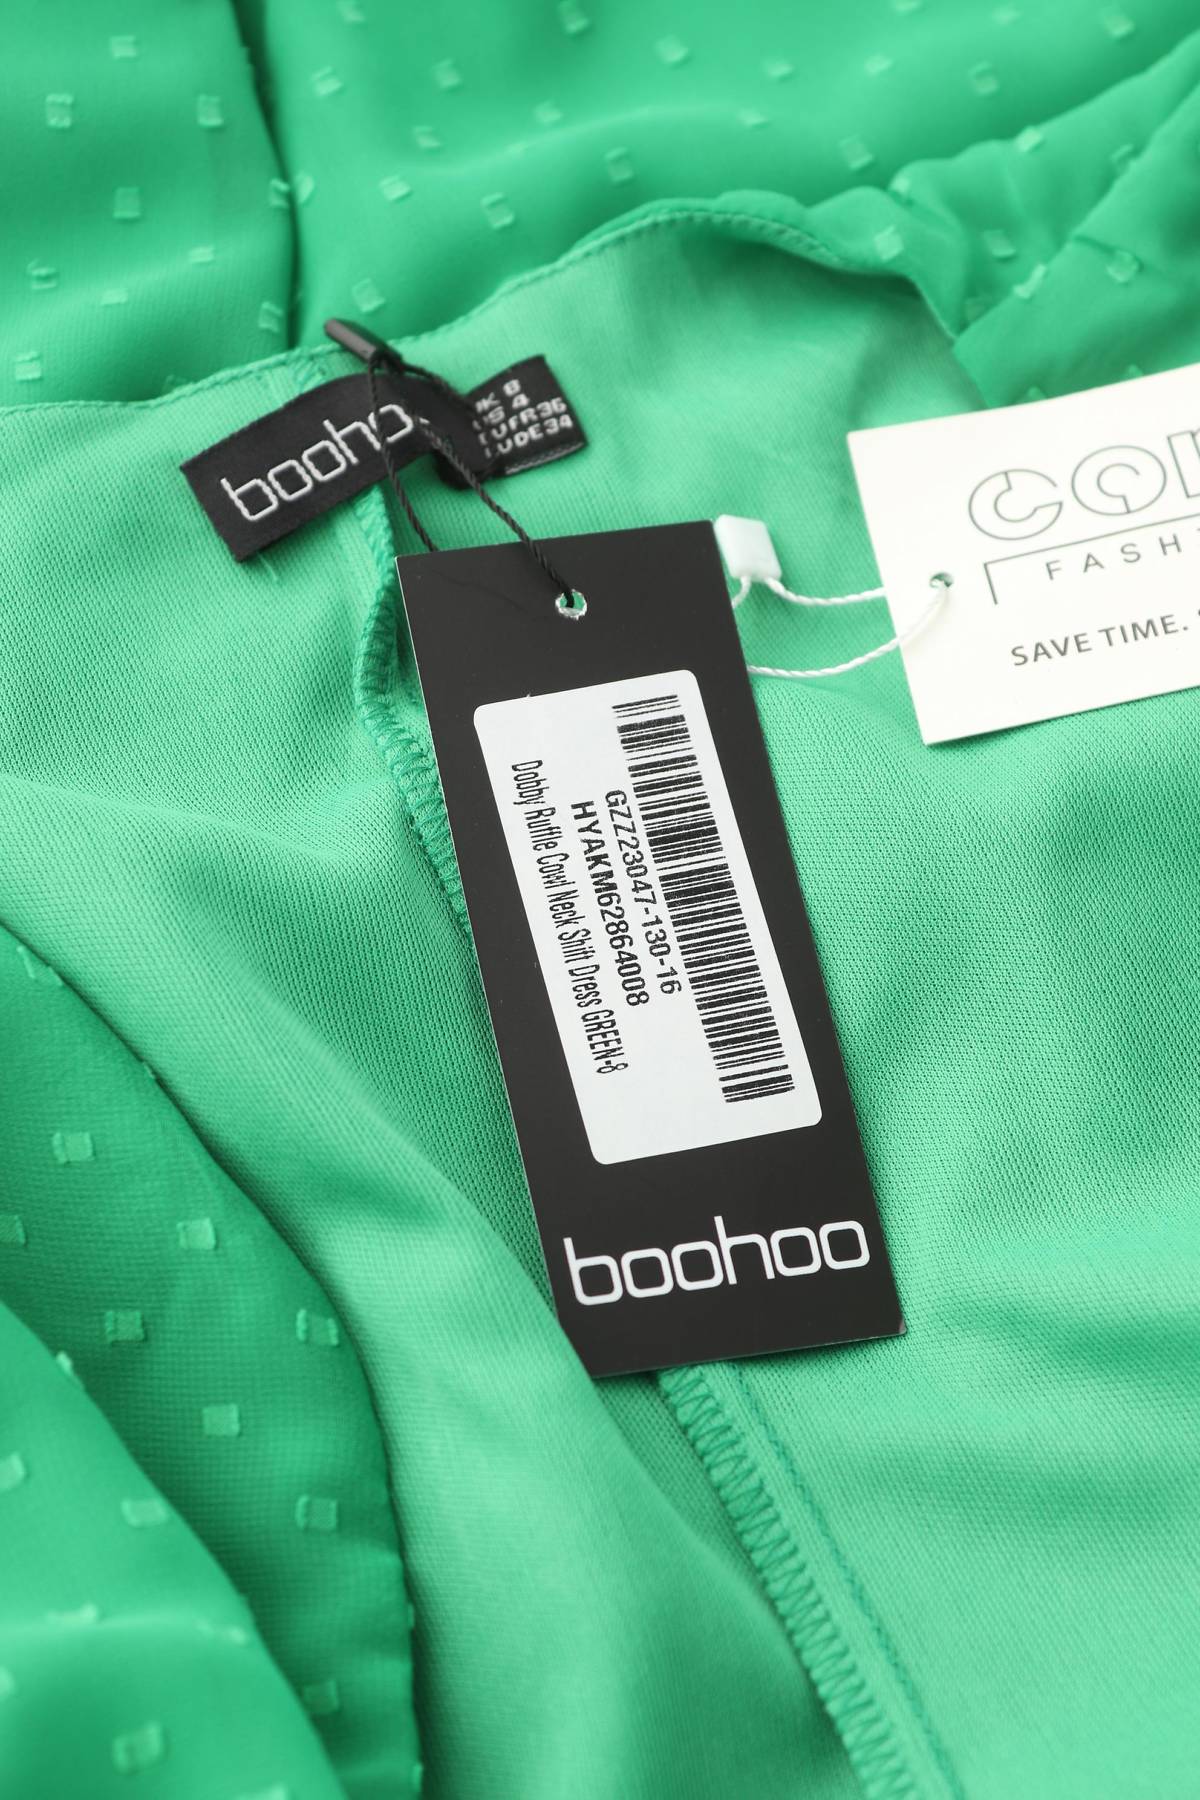 boohoo
UK 8
US 4
EUFR36
EUDE34
FASH
SAVE TIME.
GZZ23047-130-16
HYAKM62864008
Dobby Ruffle Cowl Neck Shift Dress GREEN-8
boohoo